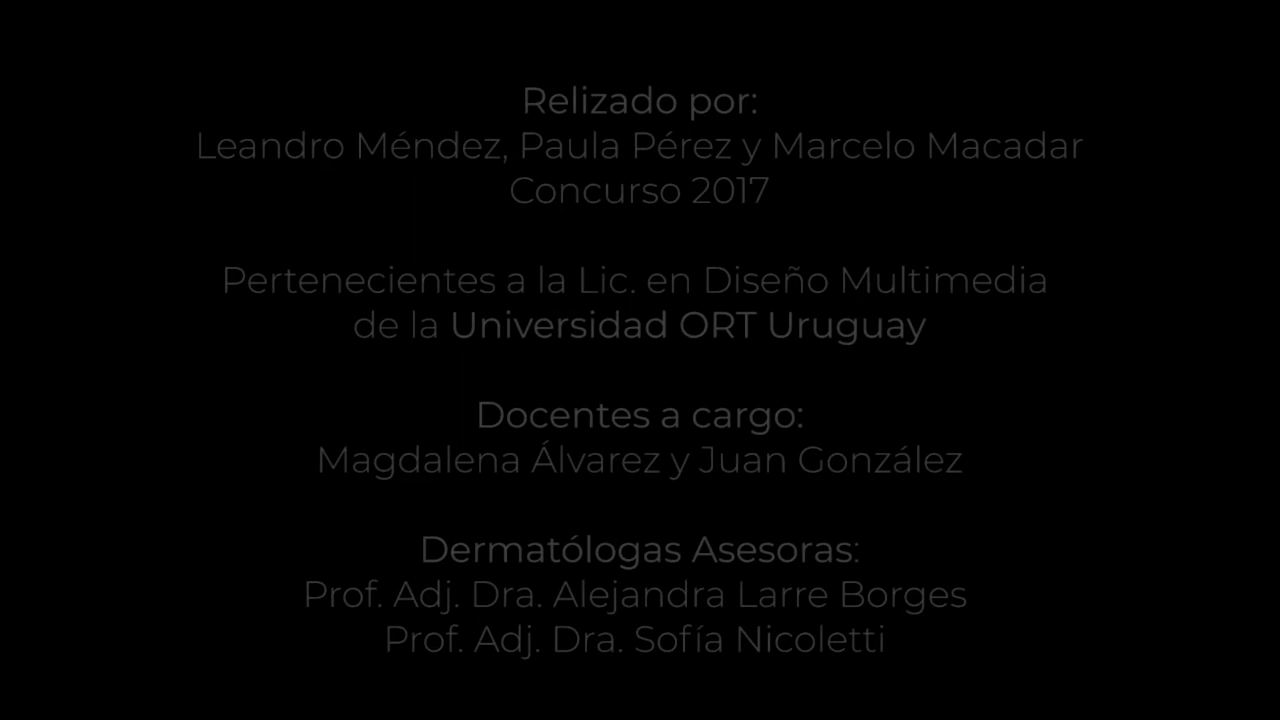 Relizado por:
Leandro Méndez, Paula Pérez y Marcelo Macadar
Concurso 2017
Pertenecientes a la Lic. en Diseño Multimedia
de la Universidad ORT Uruguay
Docentes a cargo:
Magdalena Álvarez y Juan González
Dermatólogas Asesoras:
Prof. Adj. Dra. Alejandra Larre Borges
Prof. Adj. Dra. Sofía Nicoletti